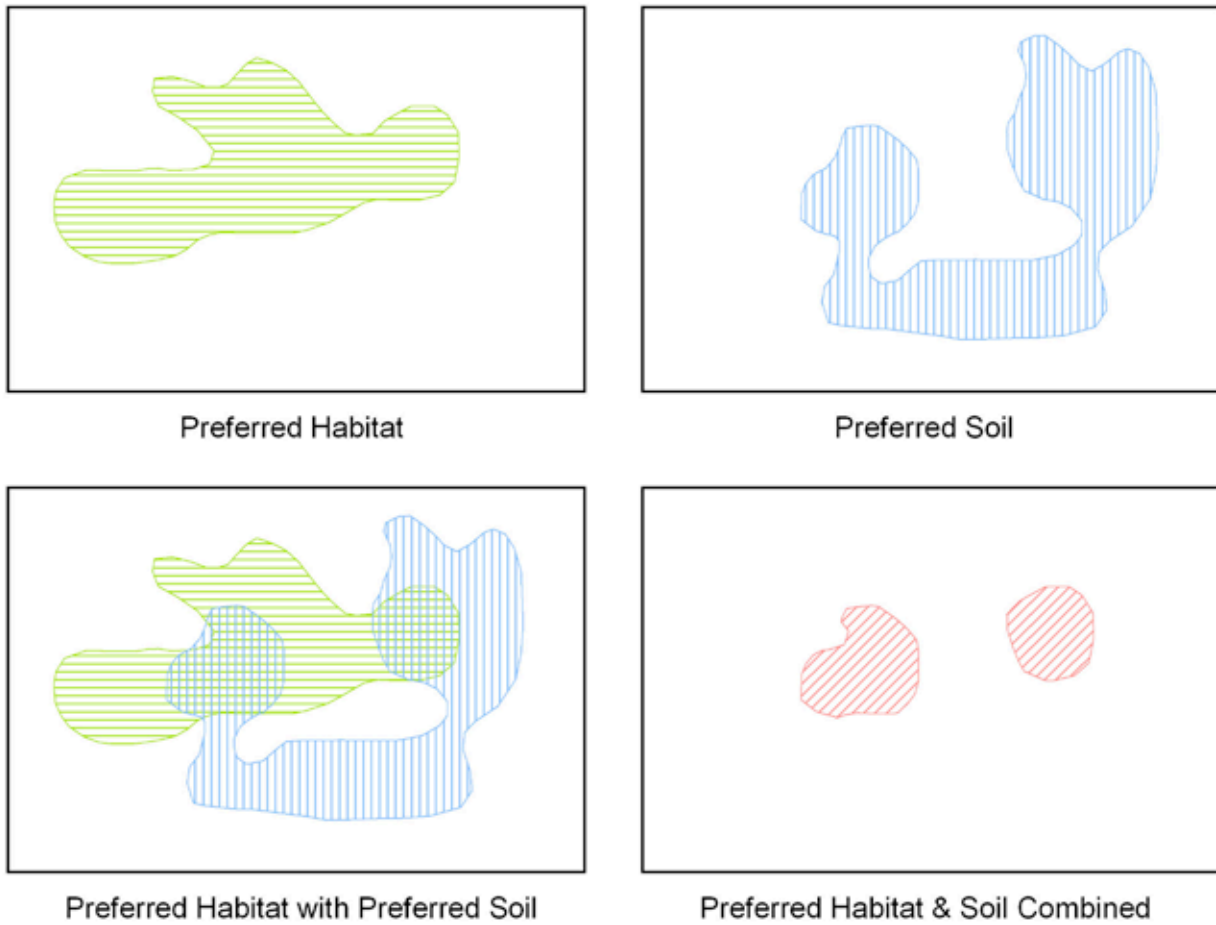 Preferred Habitat
Preferred Soil
Preferred Habitat with Preferred Soil
Preferred Habitat & Soil Combined